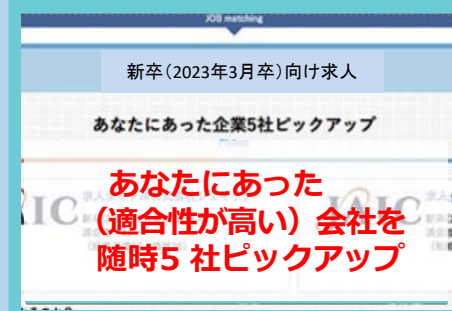 JOB matching
新卒(2023年3月卒)向け求人
あなたにあった企業5社ピックアップ
あなたにあった
(適合性が高い)会社を
随時5 社ピックアップ